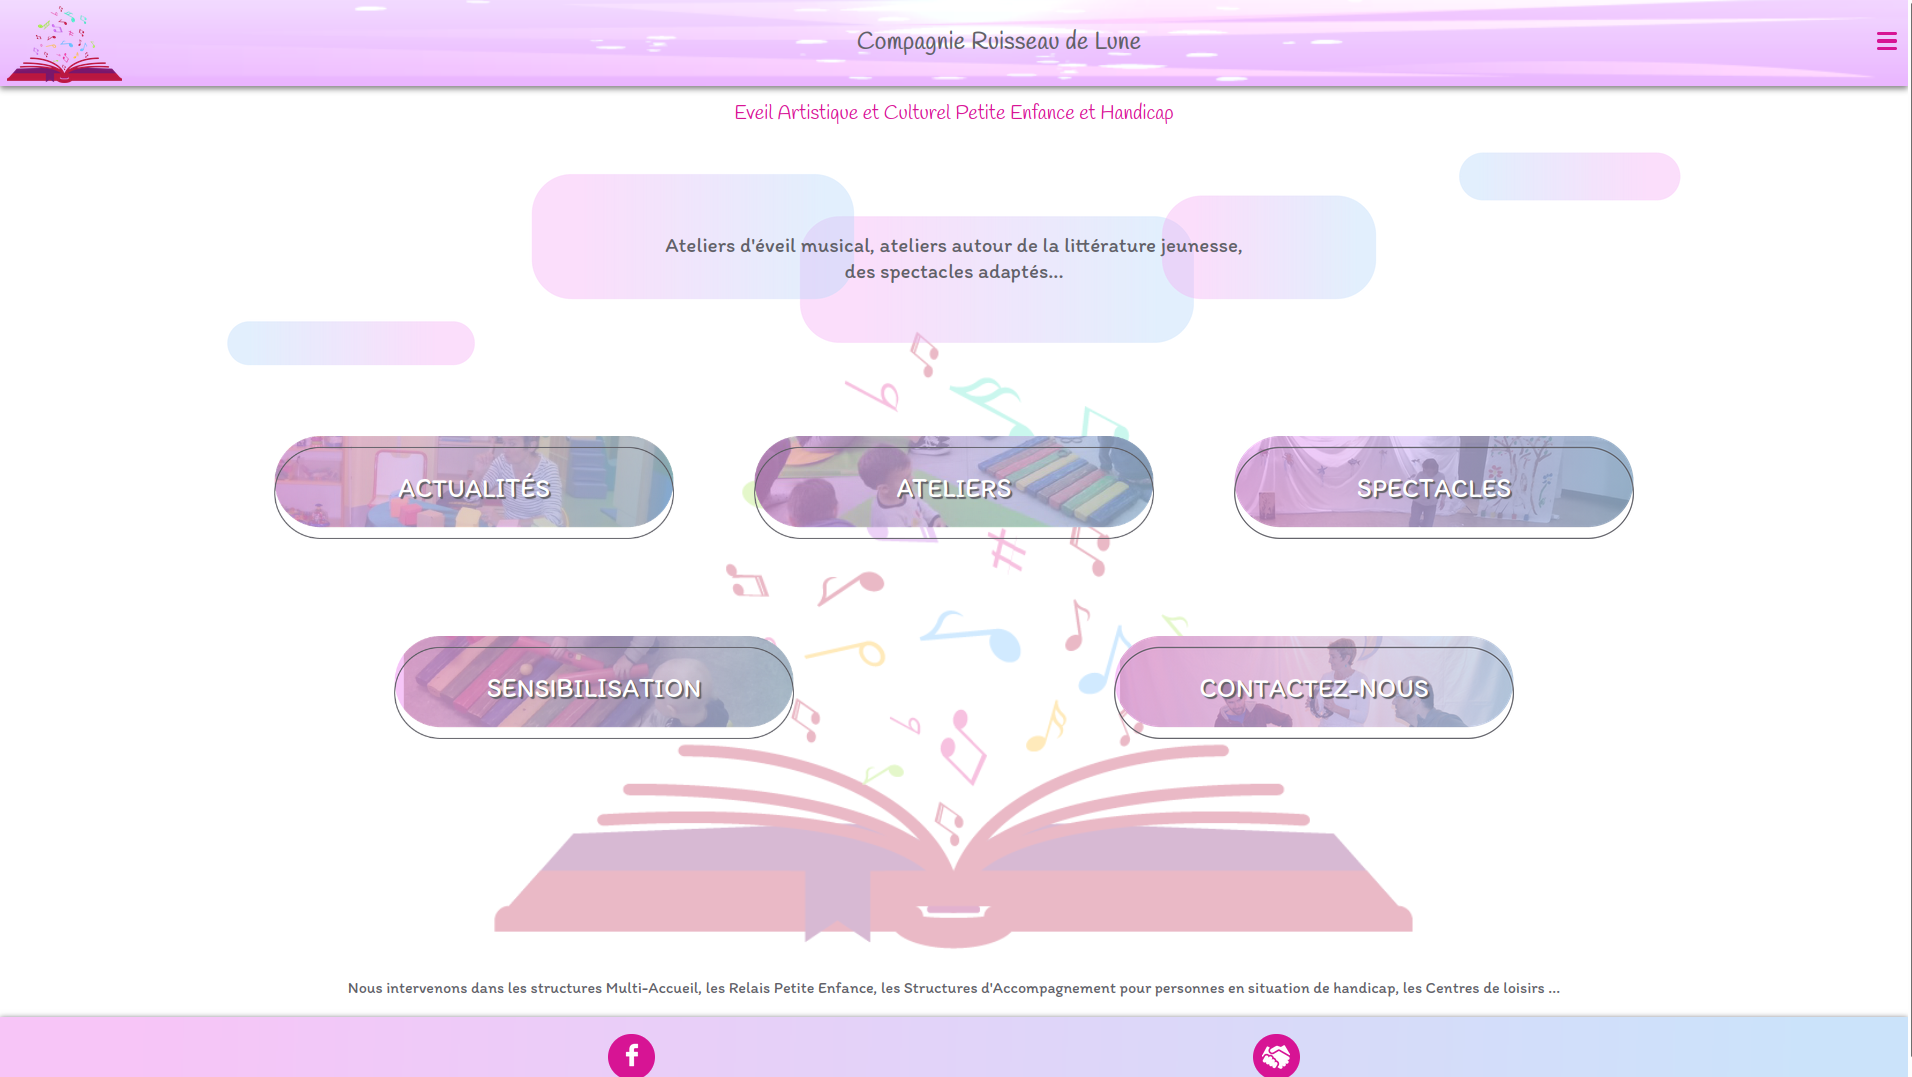 Compagnie Ruisseau de Lune
Eveil Artistique et Culturel Petite Enfance et Handicap
Ateliers d'éveil musical, ateliers autour de la littérature jeunesse,
des spectacles adaptés...
ACTUALITÉS
ATELIERS
SPECTACLES
SENSIBILISATION
CONTACTEZ-NOUS
Nous intervenons dans les structures Multi-Accueil, les Relais Petite Enfance, les Structures d'Accompagnement pour personnes en situation de handicap, les Centres de loisirs ...